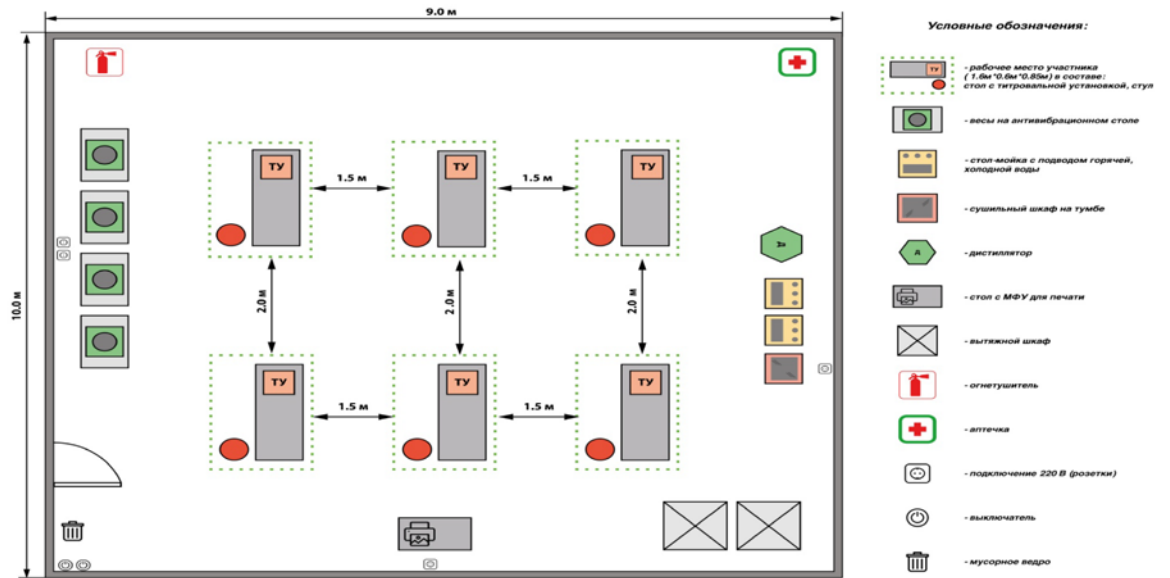 9.0 м
10.0 м
ТУ
ТУ
ТУ
1.5 м
1.5 м
2.0 м
2.0 м
2.0 м
Д
ТУ
ТУ
ТУ
1.5 м
1.5 м
Условные обозначения:
ТУ
- рабочее место участника
( 1.6м*0.6м*0.85м) в составе:
стол с титровальной установкой, стул
- весы на антивибрационном столе
- стол-мойка с подводом горячей,
холодной воды
- сушильный шкаф на тумбе
Д
- дистиллятор
- стол с МФУ для печати
- вытяжной шкаф
- огнетушитель
- аптечка
- подключение 220 В (розетки)
- выключатель
- мусорное ведро